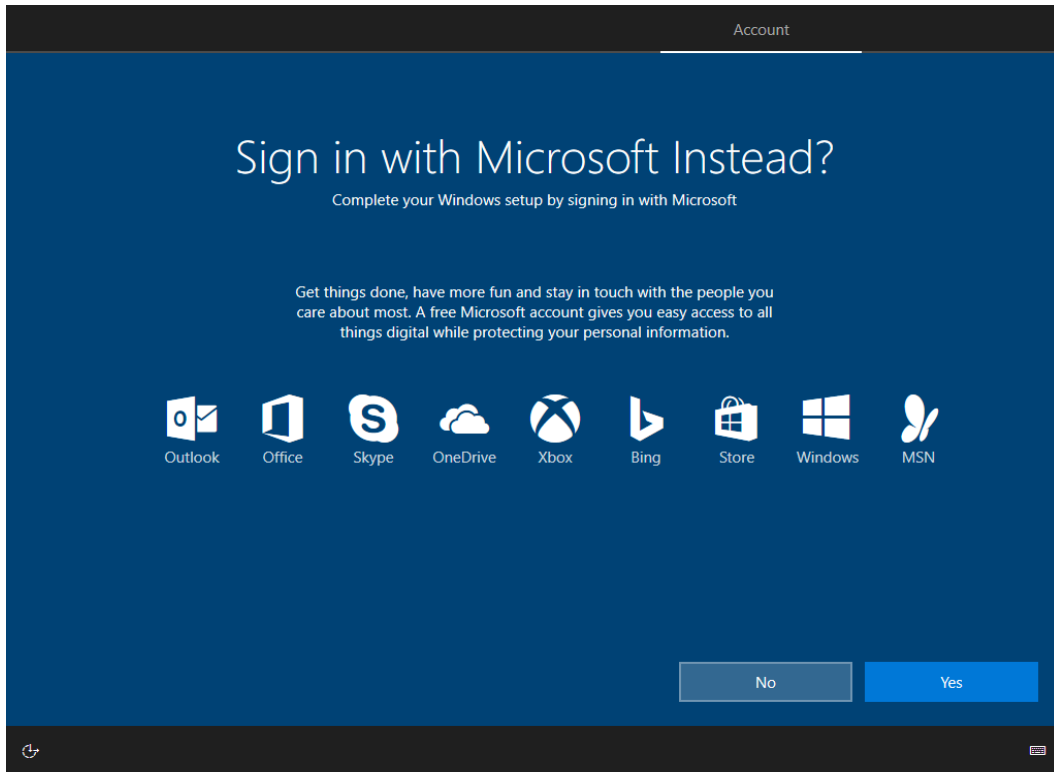 Account
Sign in with Microsoft Instead?
Complete your Windows setup by signing in with Microsoft
Get things done, have more fun and stay in touch with the people you
care about most. A free Microsoft account gives you easy access to all
things digital while protecting your personal information.
Outlook Office Skype OneDrive Xbox Bing Store Windows MSN
No Yes